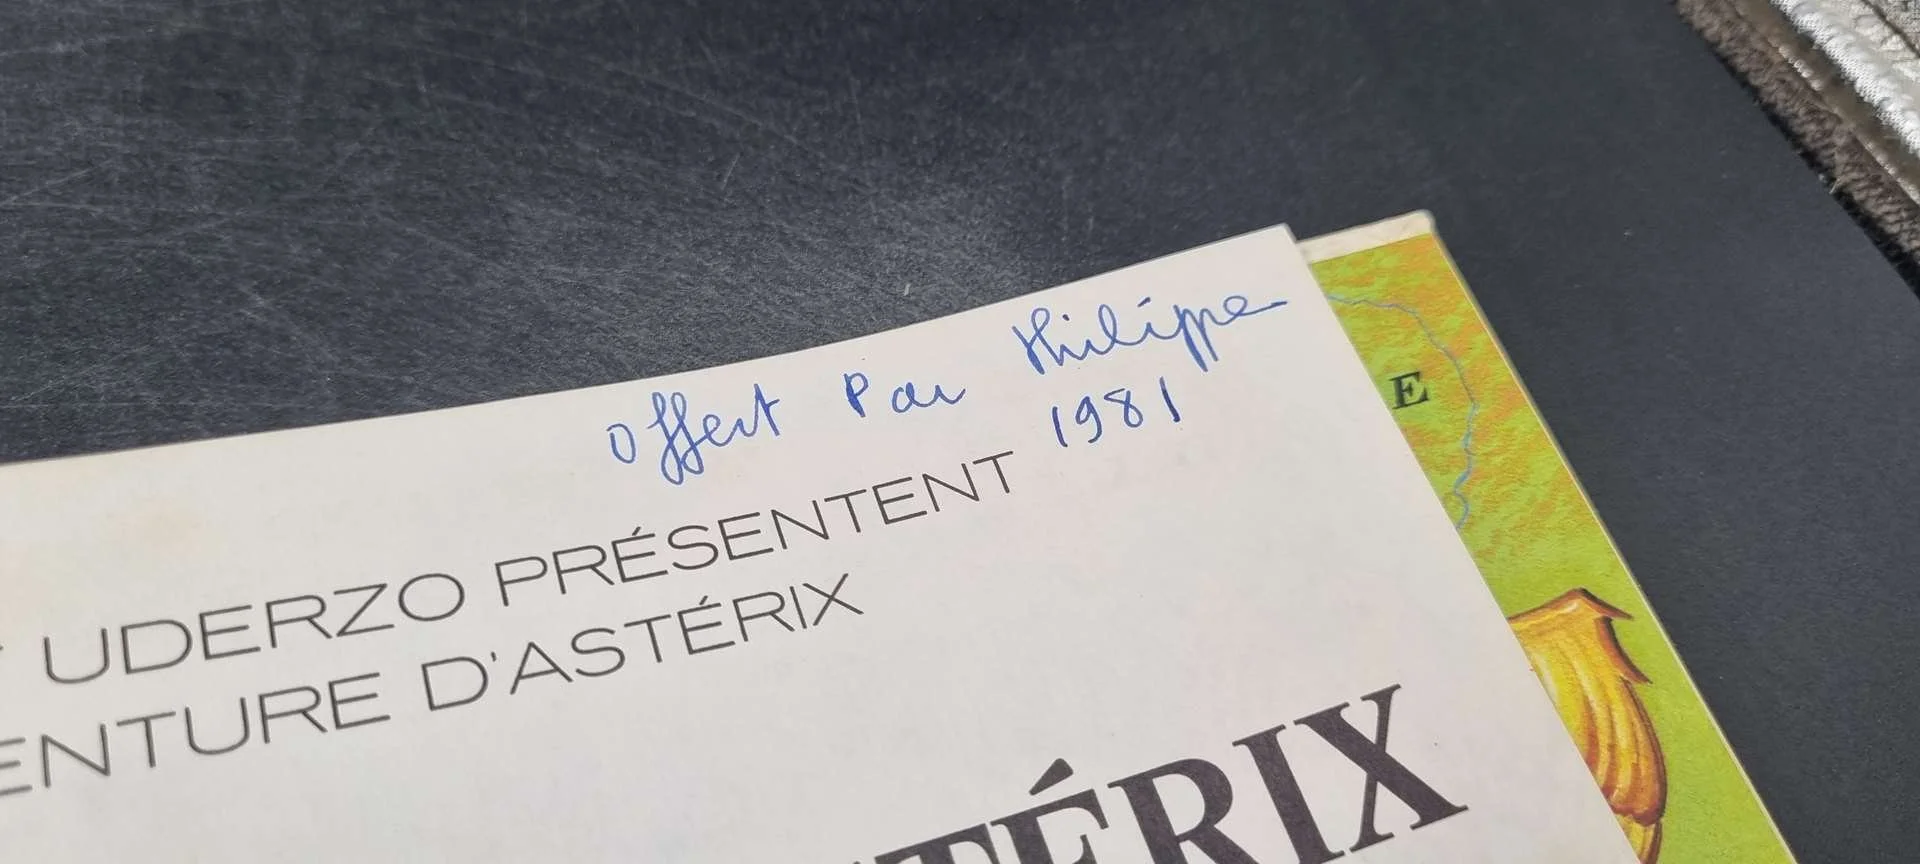 Offert Par Philippe
1981
UDERZO PRÉSENTENT
ENTURE D'ASTÉRIX
TÉRIX
E